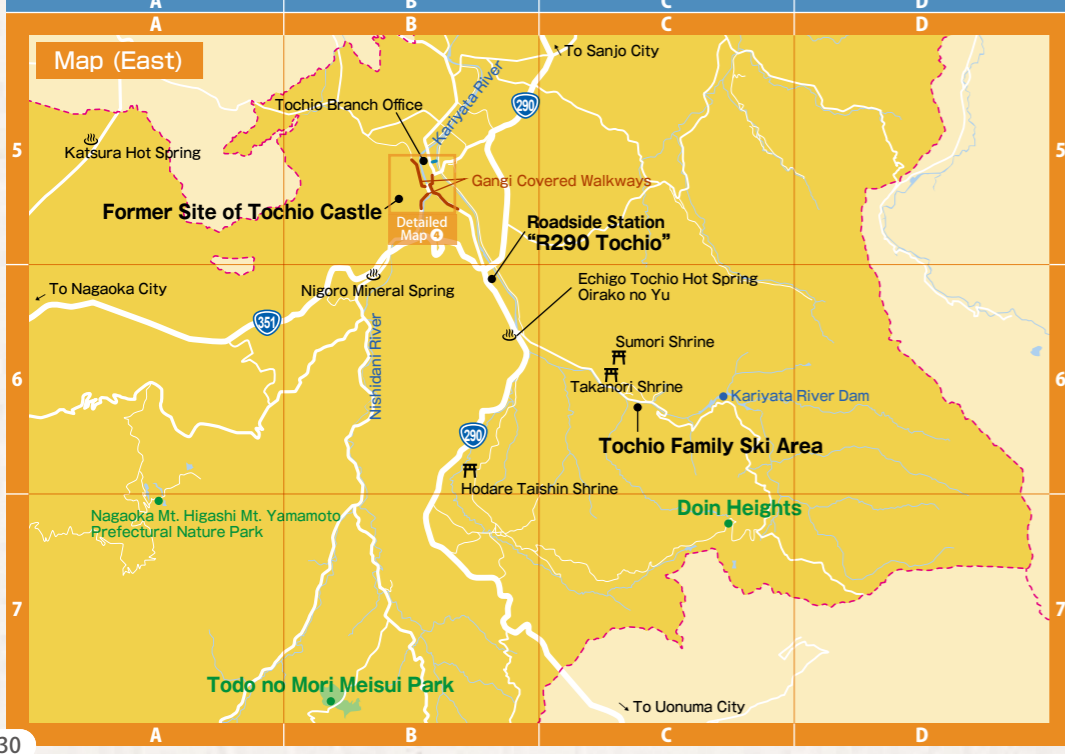 A B C D
A B C D
Map (East)
To Sanjo City
Tochio Branch Office
Kariyata River
290
5
Katsura Hot Spring
5
Gangi Covered Walkways
Former Site of Tochio Castle
Detailed
Map ❹
Roadside Station
“R290 Tochio”
To Nagaoka City
Nigoro Mineral Spring
Echigo Tochio Hot Spring
Oirako no Yu
351
Nishidani River
Sumori Shrine
6
Takanori Shrine
6
Kariyata River Dam
290
Tochio Family Ski Area
Hodare Taishin Shrine
Nagaoka Mt. Higashi Mt. Yamamoto
Prefectural Nature Park
Doin Heights
7
7
Todo no Mori Meisui Park
To Uonuma City
A B C D
30